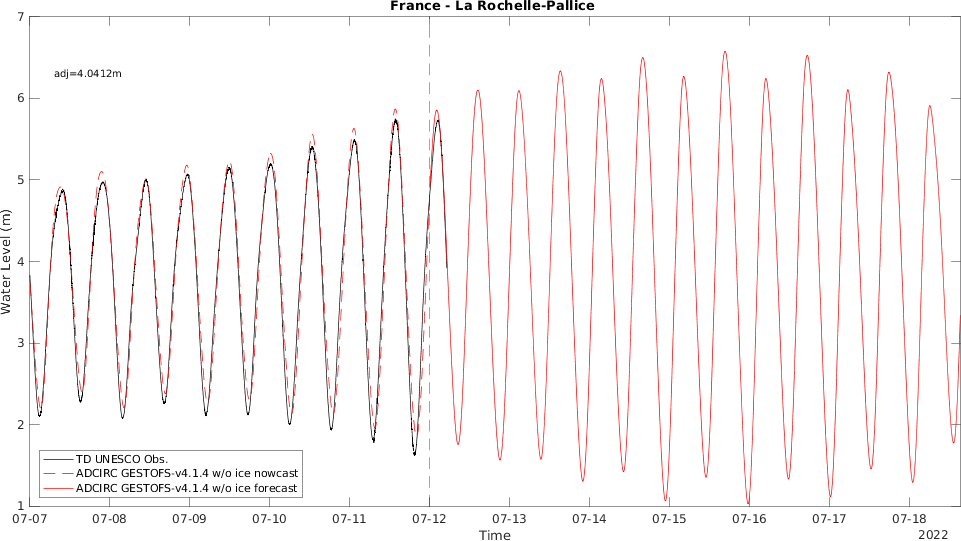 France - La Rochelle-Pallice
adj=4.0412m
Water Level (m)
7
6
5
4
3
2
1
TD UNESCO Obs.
ADCIRC GESTOFS-v4.1.4 w/o ice nowcast
ADCIRC GESTOFS-v4.1.4 w/o ice forecast
07-07 07-08 07-09 07-10 07-11 07-12 07-13 07-14 07-15 07-16 07-17 07-18
Time
2022